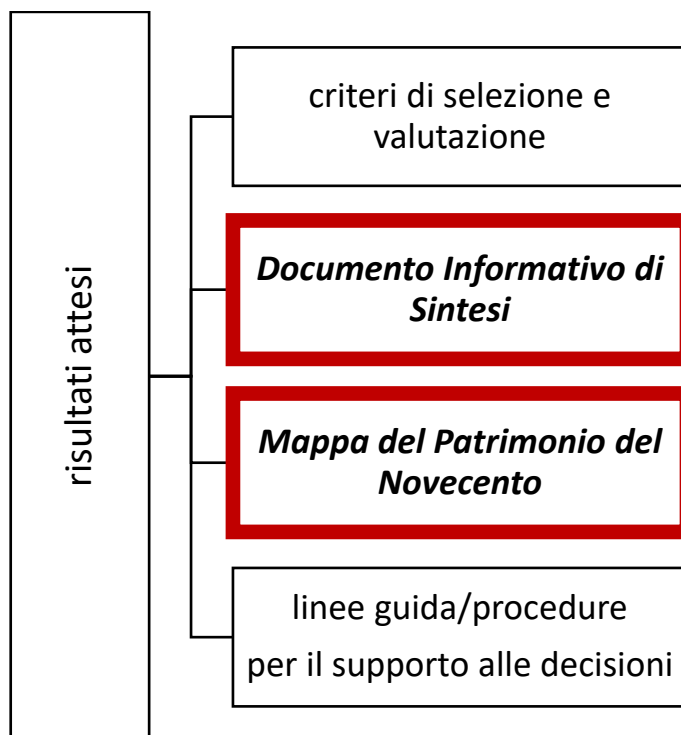 risultati attesi
criteri di selezione e
valutazione
Documento Informativo di
Sintesi
Mappa del Patrimonio del
Novecento
linee guida/procedure
per il supporto alle decisioni